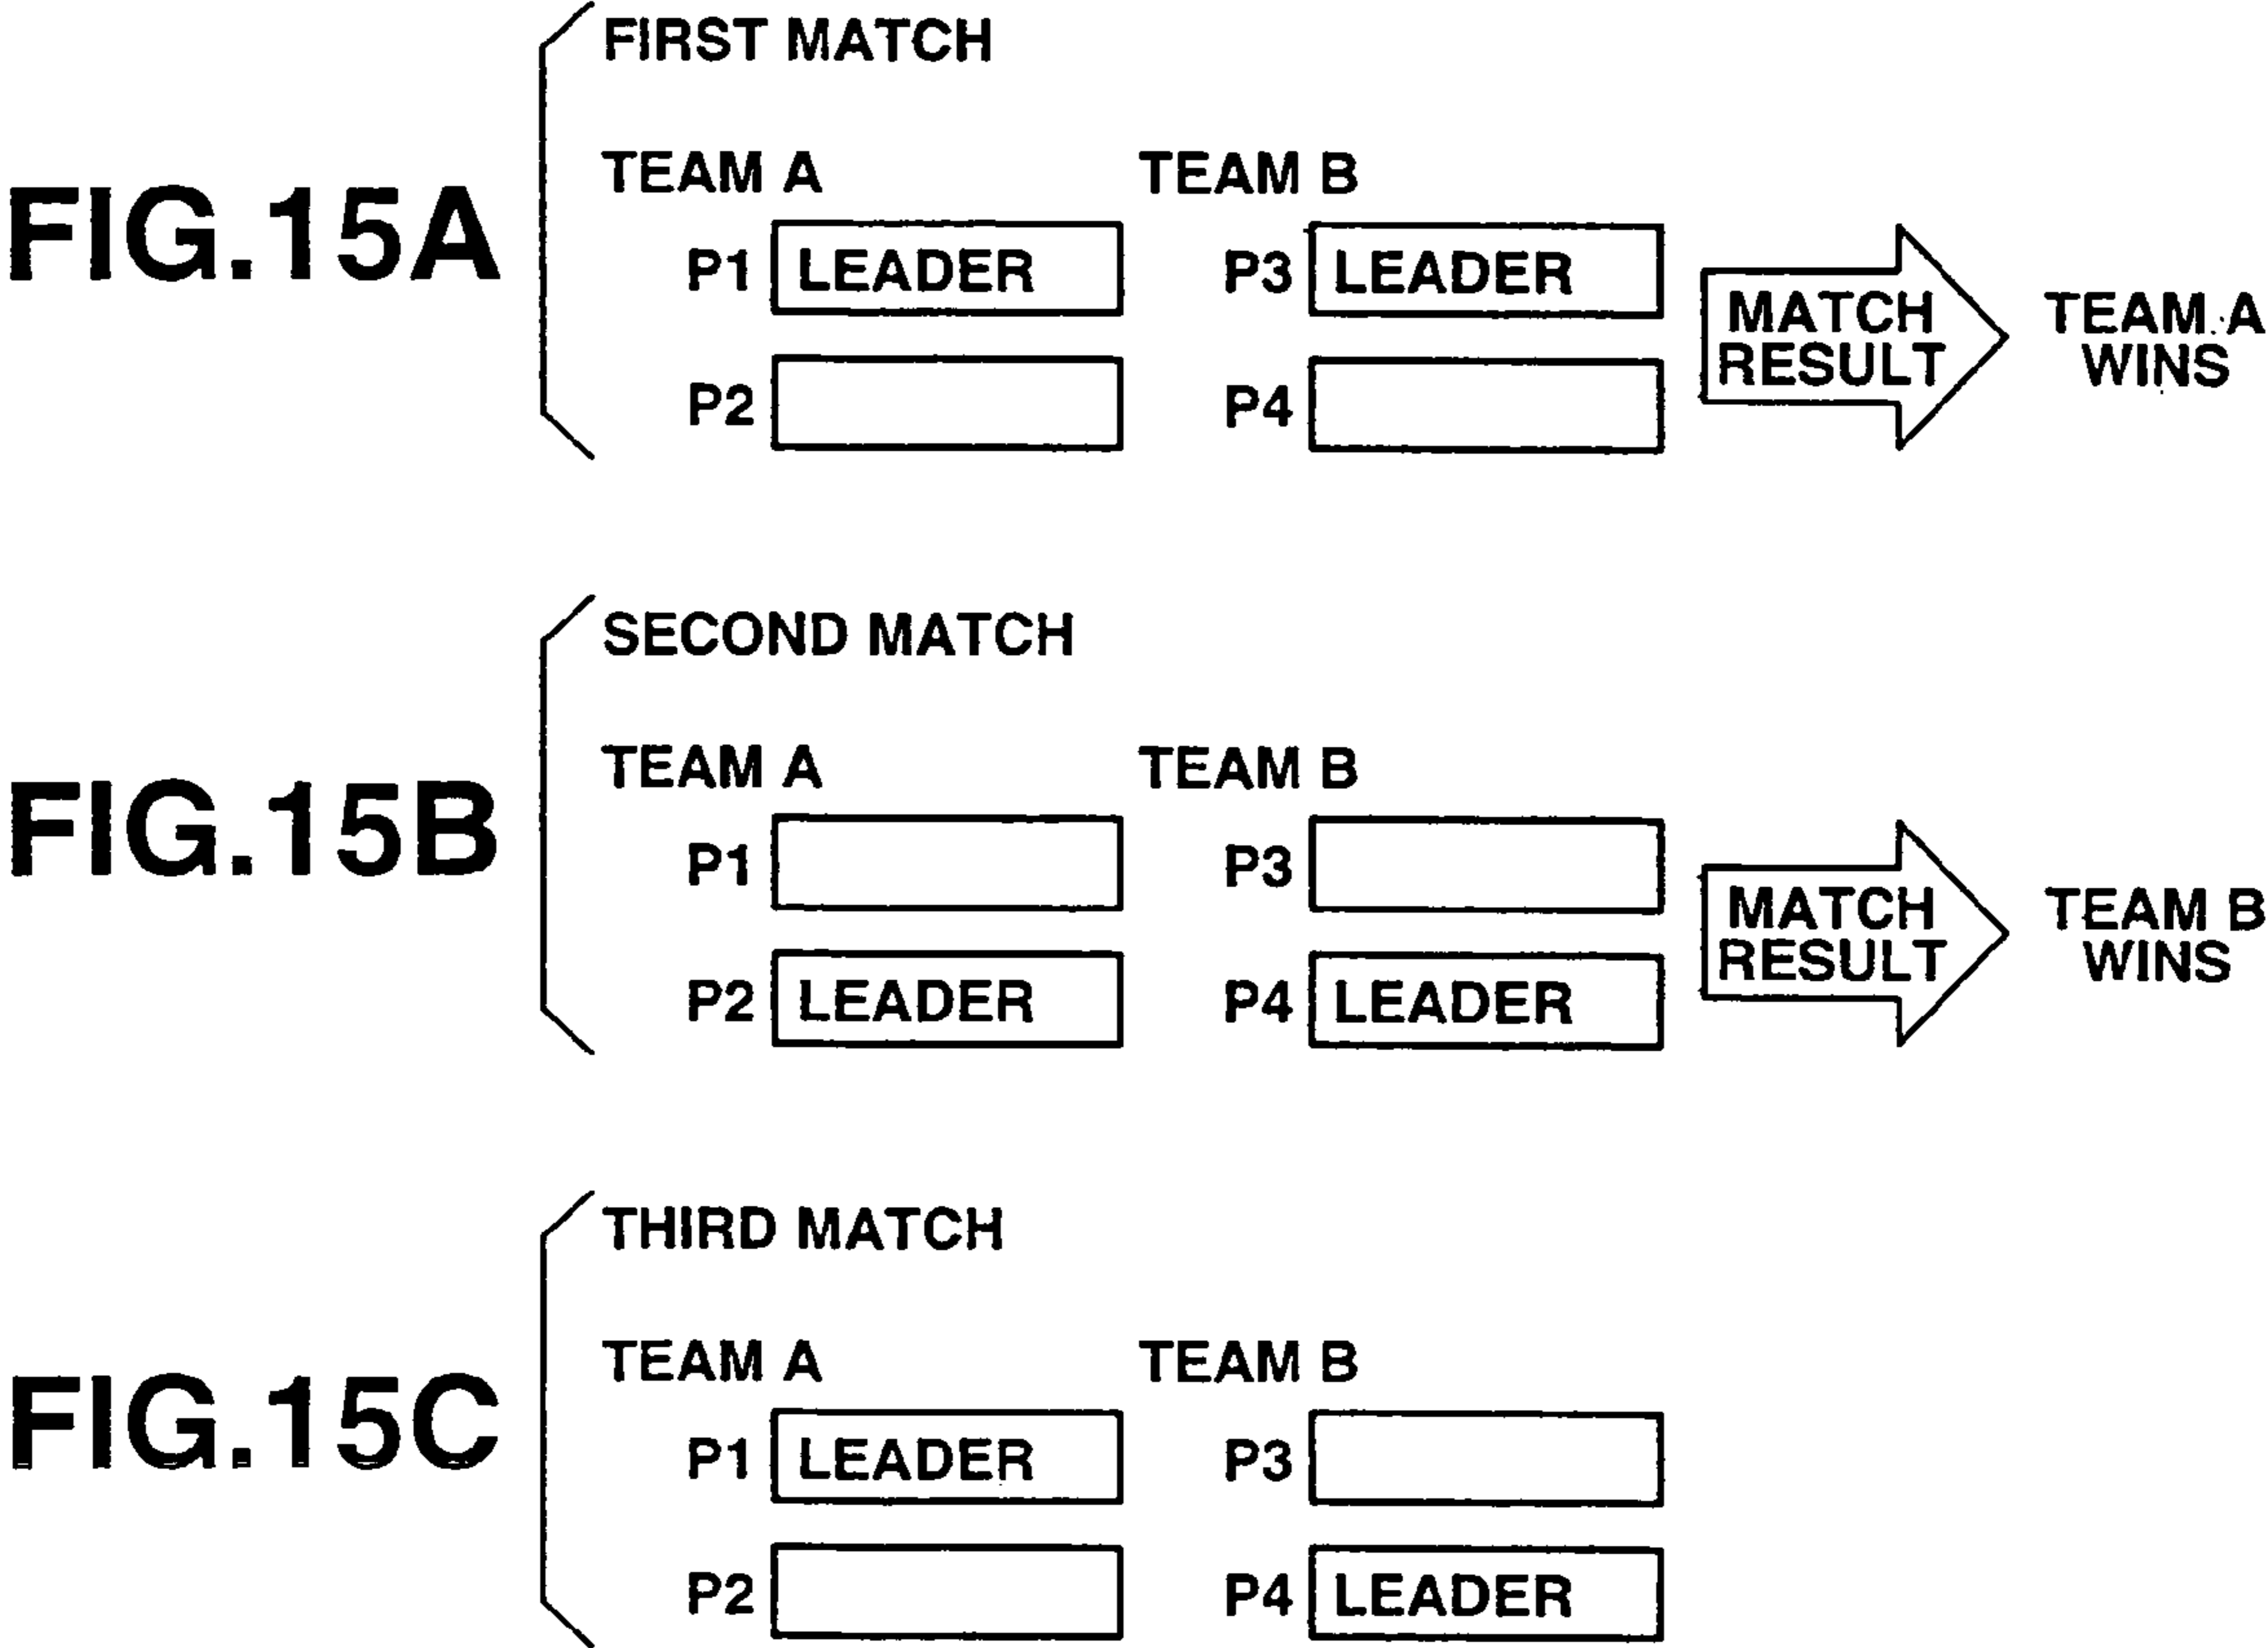 FIG.15A
FIRST MATCH
TEAM A TEAM B
P1 LEADER P3 LEADER
P2 P4
MATCH
RESULT
TEAM A
WINS
FIG.15B
SECOND MATCH
TEAM A TEAM B
P1 P3
P2 LEADER P4 LEADER
MATCH
RESULT
TEAM B
WINS
FIG.15C
THIRD MATCH
TEAM A TEAM B
P1 LEADER P3
P2 P4 LEADER